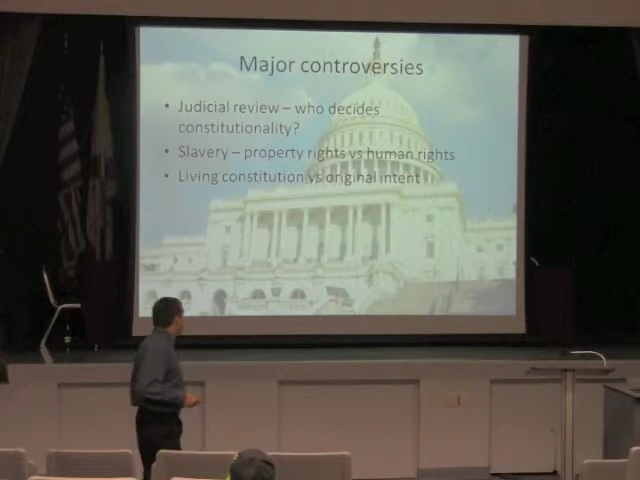 Major controversies
• Judicial review – who decides
constitutionality?
• Slavery – property rights vs human rights
• Living constitution vs original intent